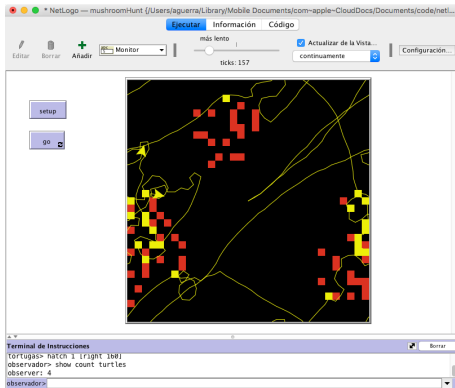 * NetLogo — mushroomHunt {/Users/aguerra/Library/Mobile Documents/com~apple~CloudDocs/Documents/code/netl...
Ejecutar Información Código
Editar Borrar Añadir Monitor más lento ticks: 157 Actualizar de la Vista... continuamente Configuración...
setup
go
Terminal de Instrucciones Borrar
tortugas> hatch 1 [right 160]
observador> show count turtles
observer: 4
observador>